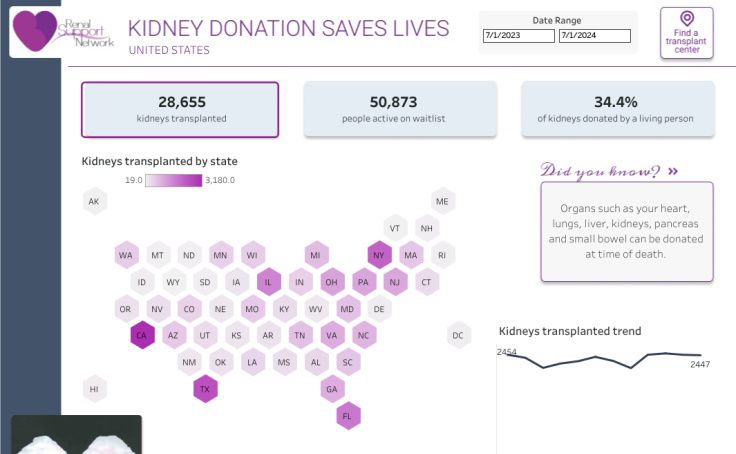 Renal
Support
Network
KIDNEY DONATION SAVES LIVES
UNITED STATES
Date Range
7/1/2023
7/1/2024
Find a
transplant
center
28,655
kidneys transplanted
50,873
people active on waitlist
34.4%
of kidneys donated by a living person
Kidneys transplanted by state
19.0
3,180.0
Did you know? »
Organs such as your heart,
lungs, liver, kidneys, pancreas
and small bowel can be donated
at time of death.
AK ME
VT NH
WA MT ND MN WI MI NY MA RI
ID WY SD IA IL IN OH PA NJ CT
OR NV CO NE MO KY WV MD DE
CA AZ UT KS AR TN VA NC DC
NM OK LA MS AL SC
HI TX GA
FL
Kidneys transplanted trend
2454
2447